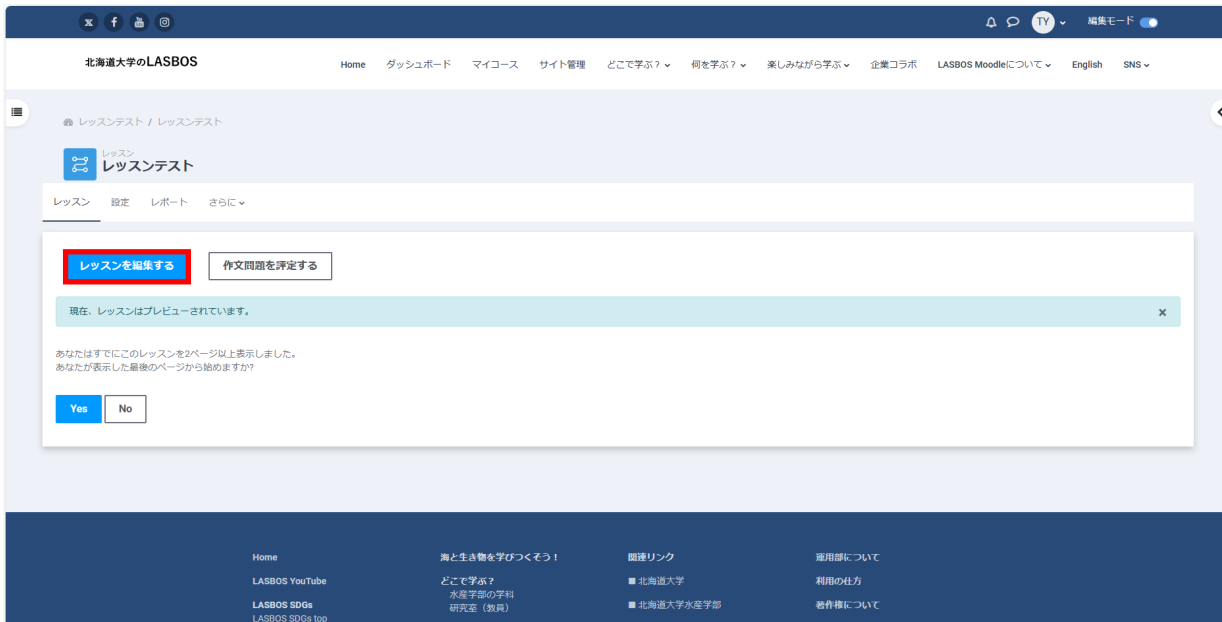 TY 編集モード
北海道大学のLASBOS
Home ダッシュボード マイコース サイト管理 どこで学ぶ？ 何を学ぶ？ 楽しみながら学ぶ 企業コラボ LASBOS Moodleについて English SNS
レッスンテスト / レッスンテスト
レッスン
レッスンテスト
レッスン 設定 レポート さらに
レッスンを編集する 作文問題を評定する
現在、レッスンはプレビューされています。 ×
あなたはすでにこのレッスンを2ページ以上表示しました。
あなたが表示した最後のページから始めますか?
Yes No
Home 海と生き物を学びつくそう！ 関連リンク 運用部について
LASBOS YouTube どこで学ぶ？ ■ 北海道大学 利用の仕方
水産学部の学科
LASBOS SDGs 研究室（教員） ■ 北海道大学水産学部 著作権について
LASBOS SDGs top